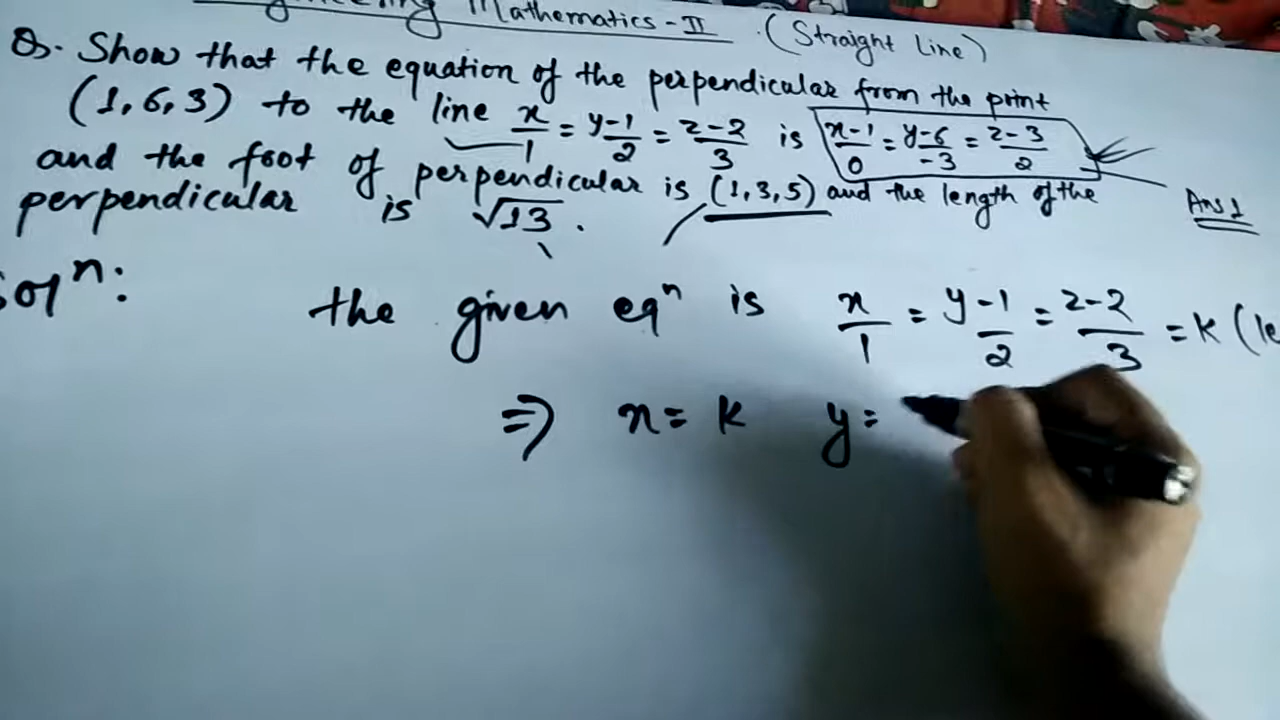 Mathematics-II (Straight Line)
Q. Show that the equation of the perpendicular from the point
(1, 6, 3) to the line x/1 = y-1/2 = z-2/3 is x-1/0 = y-6/-3 = z-3/2
and the foot of perpendicular is (1, 3, 5) and the length of the
perpendicular is √13.
Ans 1
Solⁿ: the given eqⁿ is x/1 = y-1/2 = z-2/3 = k
⇒ x = k y =